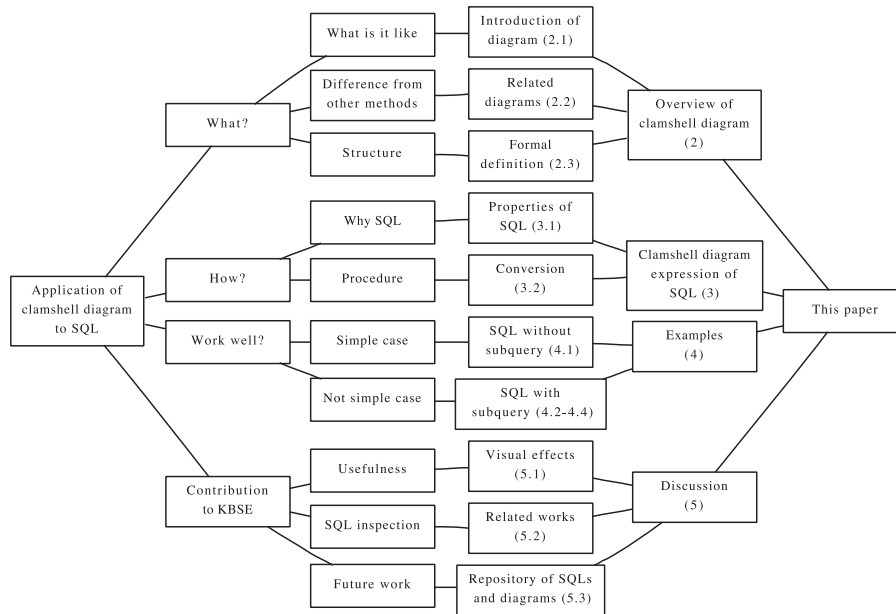 What is it like
Introduction of
diagram (2.1)
Difference from
other methods
Related
diagrams (2.2)
What?
Overview of
clamshell diagram
(2)
Structure
Formal
definition (2.3)
Why SQL
Properties of
SQL (3.1)
Application of
clamshell diagram
to SQL
How?
Procedure
Conversion
(3.2)
Clamshell diagram
expression of
SQL (3)
This paper
Work well?
Simple case
SQL without
subquery (4.1)
Examples
(4)
Not simple case
SQL with
subquery (4.2-4.4)
Usefulness
Visual effects
(5.1)
Contribution
to KBSE
Discussion
(5)
SQL inspection
Related works
(5.2)
Future work
Repository of SQLs
and diagrams (5.3)